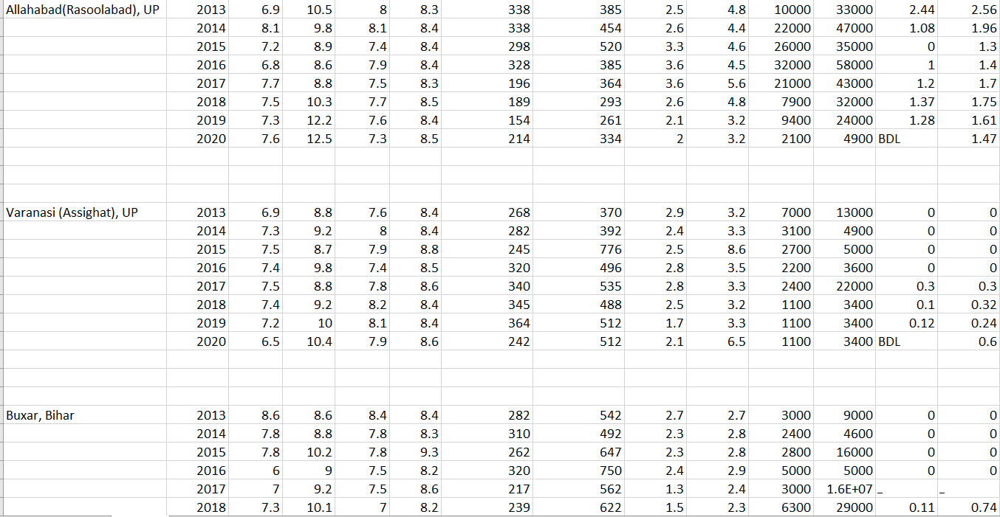 Allahabad(Rasoolabad), UP 2013 6.9 10.5 8 8.3 338 385 2.5 4.8 10000 33000 2.44 2.56
2014 8.1 9.8 8.1 8.4 338 454 2.6 4.4 22000 47000 1.08 1.96
2015 7.2 8.9 7.4 8.4 298 520 3.3 4.6 26000 35000 0 1.3
2016 6.8 8.6 7.9 8.4 328 385 3.6 4.5 32000 58000 1 1.4
2017 7.7 8.8 7.5 8.3 196 364 3.6 5.6 21000 43000 1.2 1.7
2018 7.5 10.3 7.7 8.5 189 293 2.6 4.8 7900 32000 1.37 1.75
2019 7.3 12.2 7.6 8.4 154 261 2.1 3.2 9400 24000 1.28 1.61
2020 7.6 12.5 7.3 8.5 214 334 2 3.2 2100 4900 BDL 1.47
Varanasi (Assighat), UP 2013 6.9 8.8 7.6 8.4 268 370 2.9 3.2 7000 13000 0 0
2014 7.3 9.2 8 8.4 282 392 2.4 3.3 3100 4900 0 0
2015 7.5 8.7 7.9 8.8 245 776 2.5 8.6 2700 5000 0 0
2016 7.4 9.8 7.4 8.5 320 496 2.8 3.5 2200 3600 0 0
2017 7.5 8.8 7.8 8.6 340 535 2.8 3.3 2400 22000 0.3 0.3
2018 7.4 9.2 8.2 8.4 345 488 2.5 3.2 1100 3400 0.1 0.32
2019 7.2 10 8.1 8.4 364 512 1.7 3.3 1100 3400 0.12 0.24
2020 6.5 10.4 7.9 8.6 242 512 2.1 6.5 1100 3400 BDL 0.6
Buxar, Bihar 2013 8.6 8.6 8.4 8.4 282 542 2.7 2.7 3000 9000 0 0
2014 7.8 8.8 7.8 8.3 310 492 2.3 2.8 2400 4600 0 0
2015 7.8 10.2 7.8 9.3 262 647 2.3 2.8 2800 16000 0 0
2016 6 9 7.5 8.2 320 750 2.4 2.9 5000 5000 0 0
2017 7 9.2 7.5 8.6 217 562 1.3 2.4 3000 1.6E+07 _ _
2018 7.3 10.1 7 8.2 239 622 1.5 2.3 6300 29000 0.11 0.74